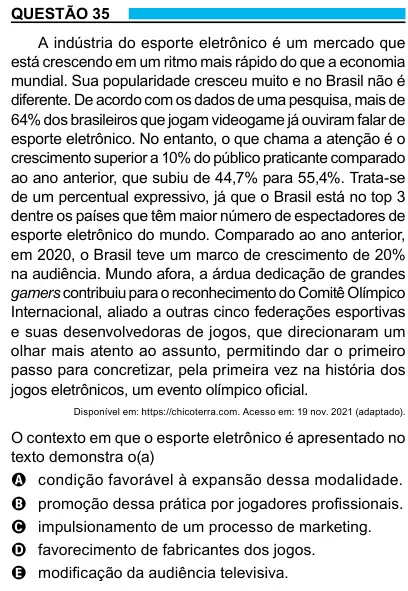 QUESTÃO 35
A indústria do esporte eletrônico é um mercado que
está crescendo em um ritmo mais rápido do que a economia
mundial. Sua popularidade cresceu muito e no Brasil não é
diferente. De acordo com os dados de uma pesquisa, mais de
64% dos brasileiros que jogam videogame já ouviram falar de
esporte eletrônico. No entanto, o que chama a atenção é o
crescimento superior a 10% do público praticante comparado
ao ano anterior, que subiu de 44,7% para 55,4%. Trata-se
de um percentual expressivo, já que o Brasil está no top 3
dentre os países que têm maior número de espectadores de
esporte eletrônico do mundo. Comparado ao ano anterior,
em 2020, o Brasil teve um marco de crescimento de 20%
na audiência. Mundo afora, a árdua dedicação de grandes
gamers contribuiu para o reconhecimento do Comitê Olímpico
Internacional, aliado a outras cinco federações esportivas
e suas desenvolvedoras de jogos, que direcionaram um
olhar mais atento ao assunto, permitindo dar o primeiro
passo para concretizar, pela primeira vez na história dos
jogos eletrônicos, um evento olímpico oficial.
Disponível em: https://chicoterra.com. Acesso em: 19 nov. 2021 (adaptado).
O contexto em que o esporte eletrônico é apresentado no
texto demonstra o(a)
A condição favorável à expansão dessa modalidade.
B promoção dessa prática por jogadores profissionais.
C impulsionamento de um processo de marketing.
D favorecimento de fabricantes dos jogos.
E modificação da audiência televisiva.